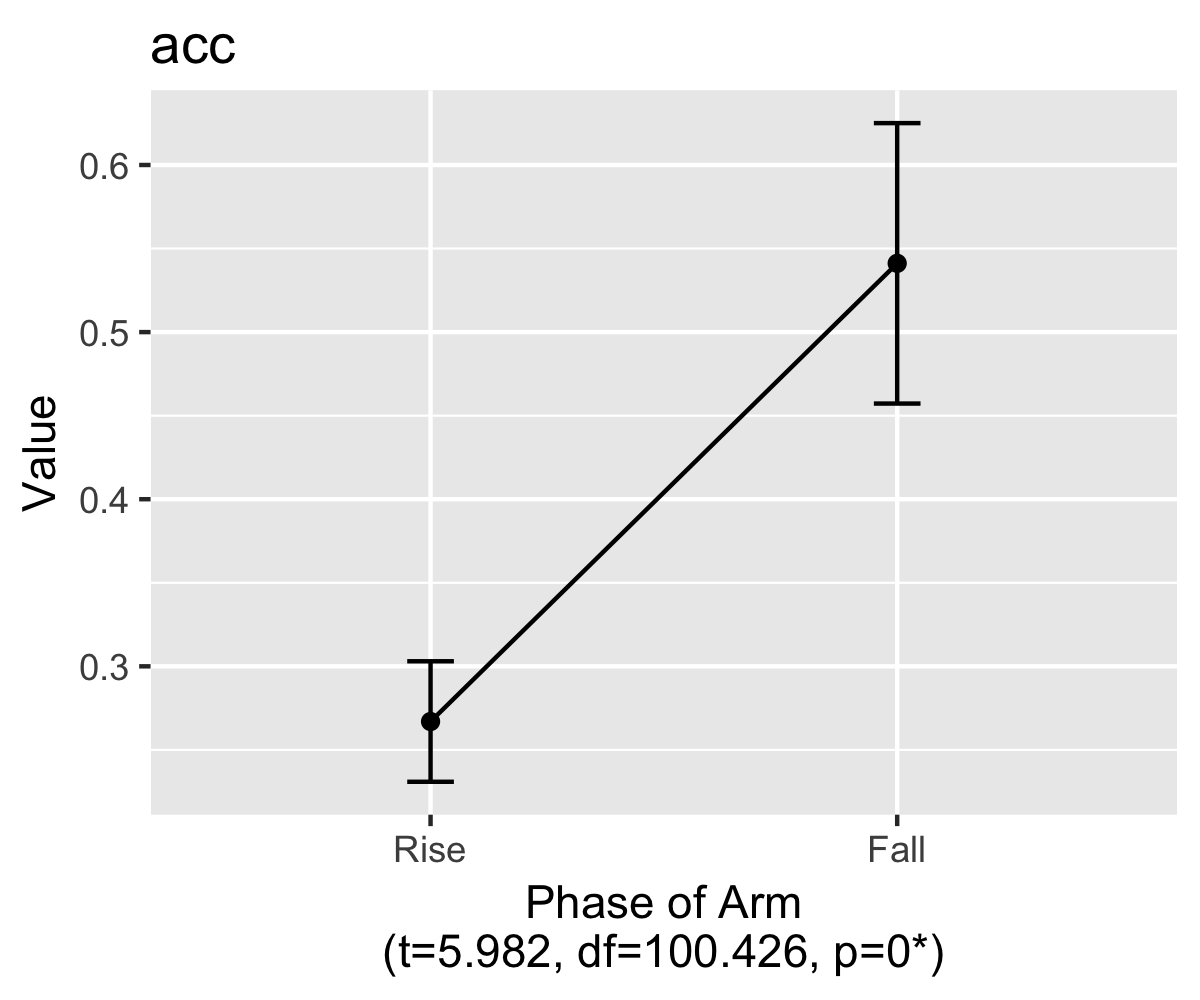 acc
0.6
0.5
0.4
0.3
Value
Rise Fall
Phase of Arm
(t=5.982, df=100.426, p=0*)